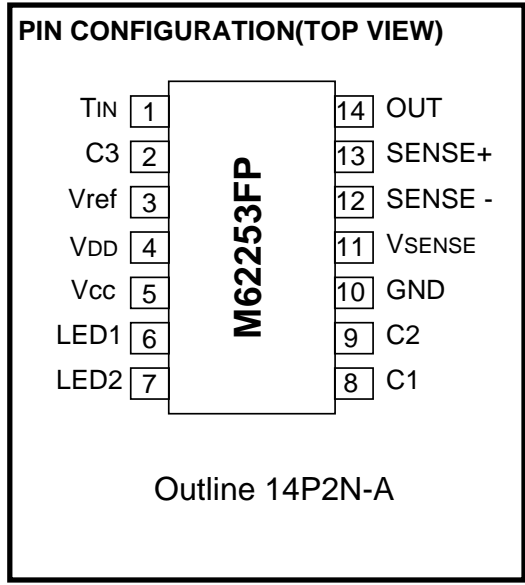 PIN CONFIGURATION(TOP VIEW)
TIN 1 14 OUT
C3 2 13 SENSE+
Vref 3 12 SENSE -
VDD 4 11 VSENSE
Vcc 5 10 GND
LED1 6 9 C2
LED2 7 8 C1
M62253FP
Outline 14P2N-A